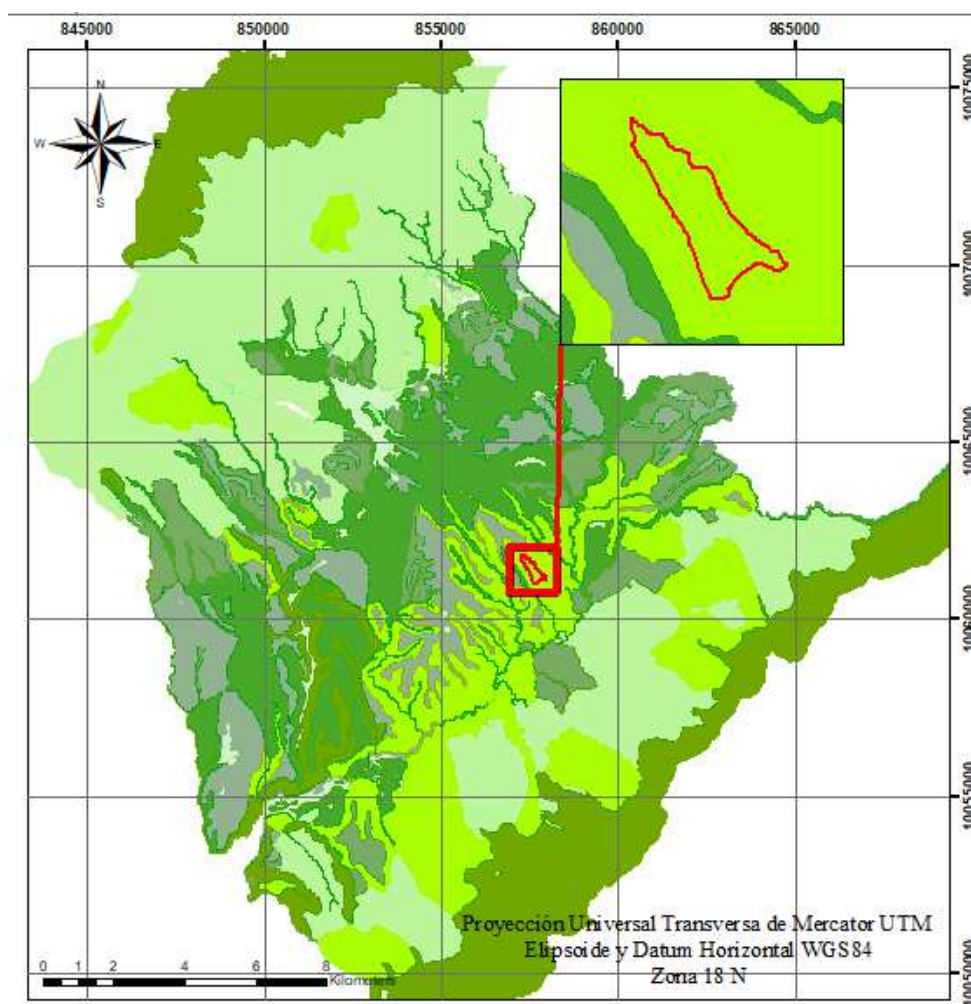 845000 850000 855000 860000 865000
10075000
N
W E
S
10070000
10065000
10060000
10055000
Proyección Universal Transversa de Mercator UTM
Elipsoide y Datum Horizontal WGS84
Zona 18 N
0 1 2 4 6 8
Kilometers
10050000